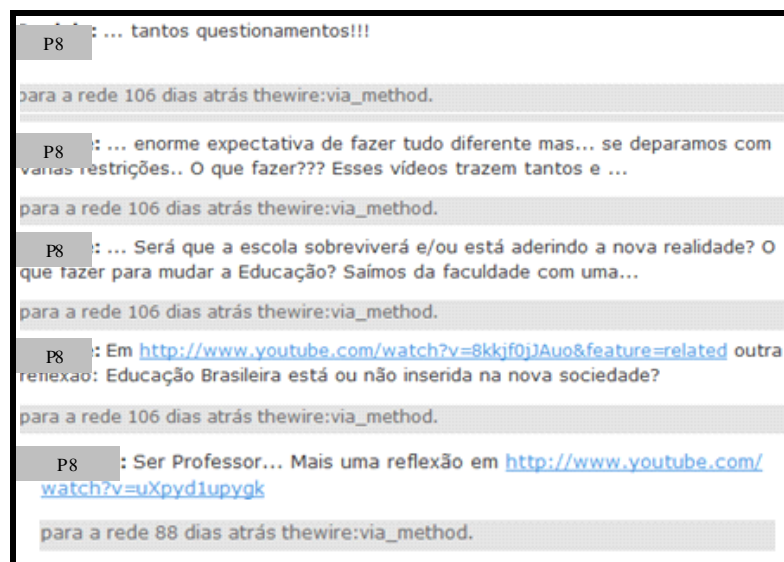 P8 : ... tantos questionamentos!!!
para a rede 106 dias atrás thewire:via_method.
P8 : ... enorme expectativa de fazer tudo diferente mas... se deparamos com
várias restrições.. O que fazer??? Esses vídeos trazem tantos e ...
para a rede 106 dias atrás thewire:via_method.
P8 : ... Será que a escola sobreviverá e/ou está aderindo a nova realidade? O
que fazer para mudar a Educação? Saímos da faculdade com uma...
para a rede 106 dias atrás thewire:via_method.
P8 : Em http://www.youtube.com/watch?v=8kkjf0jJAuo&feature=related outra
reflexão: Educação Brasileira está ou não inserida na nova sociedade?
para a rede 106 dias atrás thewire:via_method.
P8 : Ser Professor... Mais uma reflexão em http://www.youtube.com/
watch?v=uXpyd1upygk
para a rede 88 dias atrás thewire:via_method.